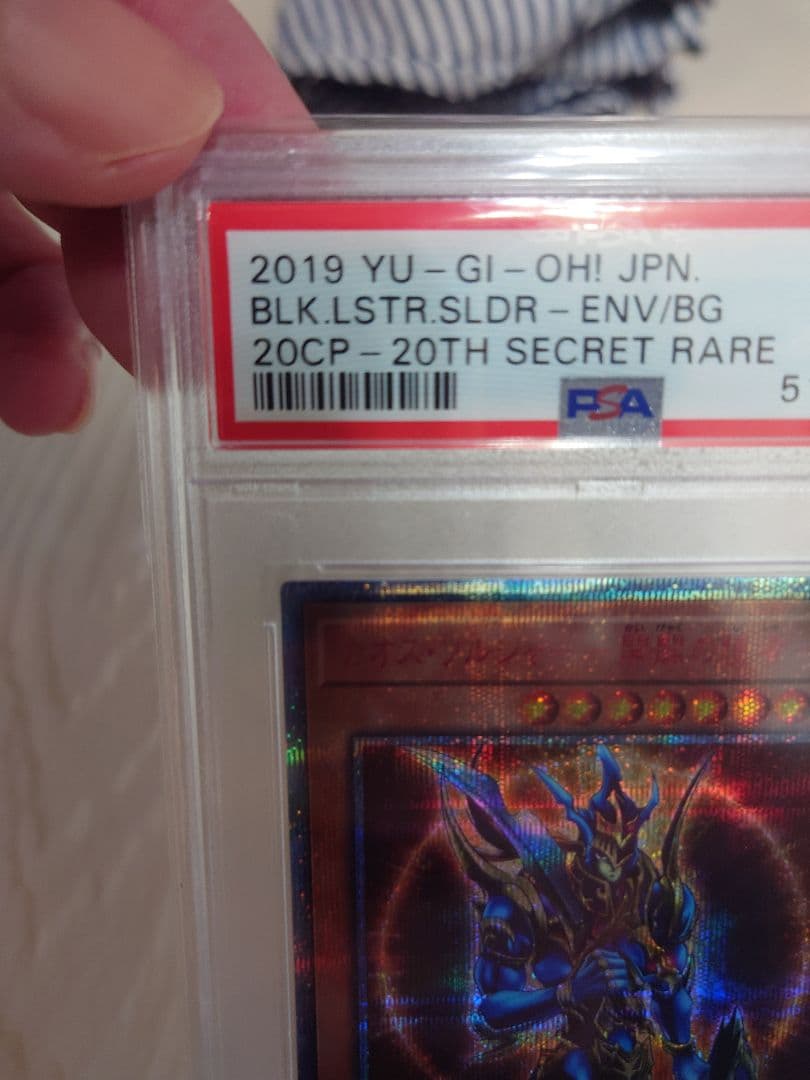 2019 YU-GI-OH! JPN.
BLK.LSTR.SLDR-ENV/BG
20CP-20TH SECRET RARE
PSA 5